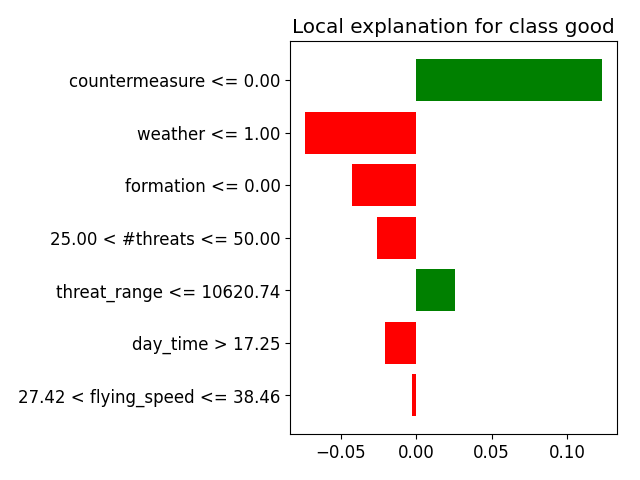 Local explanation for class good
countermeasure <= 0.00
weather <= 1.00
formation <= 0.00
25.00 < #threats <= 50.00
threat_range <= 10620.74
day_time > 17.25
27.42 < flying_speed <= 38.46
−0.05 0.00 0.05 0.10